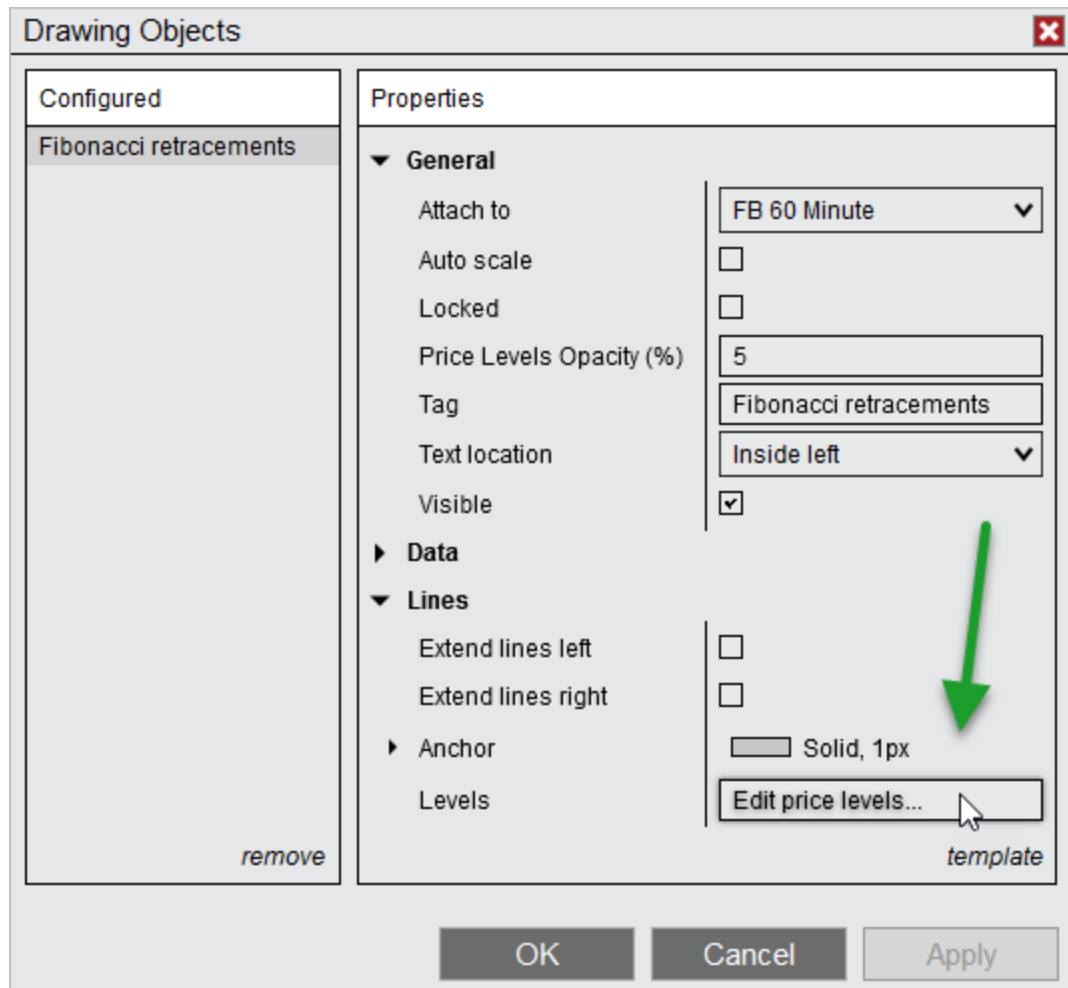 Drawing Objects
Configured
Fibonacci retracements
remove
Properties
General
Attach to FB 60 Minute
Auto scale
Locked
Price Levels Opacity (%) 5
Tag Fibonacci retracements
Text location Inside left
Visible
Data
Lines
Extend lines left
Extend lines right
Anchor Solid, 1px
Levels Edit price levels...
template
OK Cancel Apply